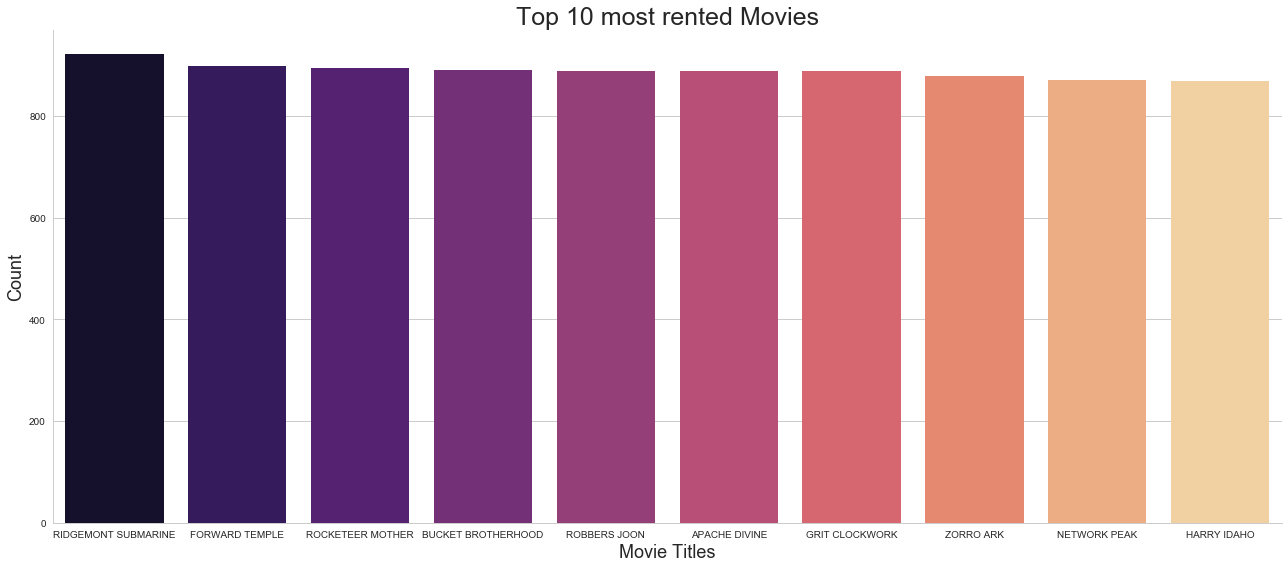 Top 10 most rented Movies
800
600
400
200
0
Count
RIDGEMONT SUBMARINE FORWARD TEMPLE ROCKETEER MOTHER BUCKET BROTHERHOOD ROBBERS JOON APACHE DIVINE GRIT CLOCKWORK ZORRO ARK NETWORK PEAK HARRY IDAHO
Movie Titles